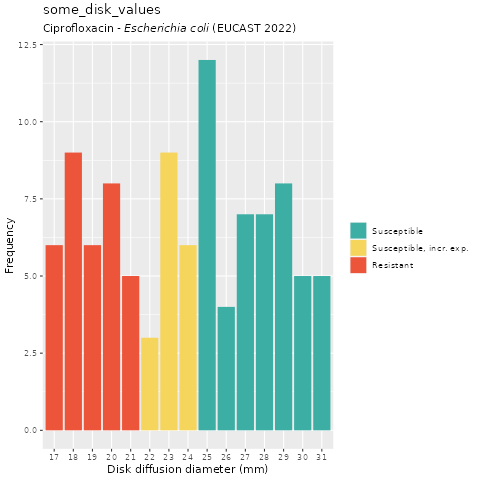 some_disk_values
Ciprofloxacin - Escherichia coli (EUCAST 2022)
12.5
10.0
7.5
5.0
2.5
0.0
Frequency
17 18 19 20 21 22 23 24 25 26 27 28 29 30 31
Disk diffusion diameter (mm)
Susceptible
Susceptible, incr. exp.
Resistant